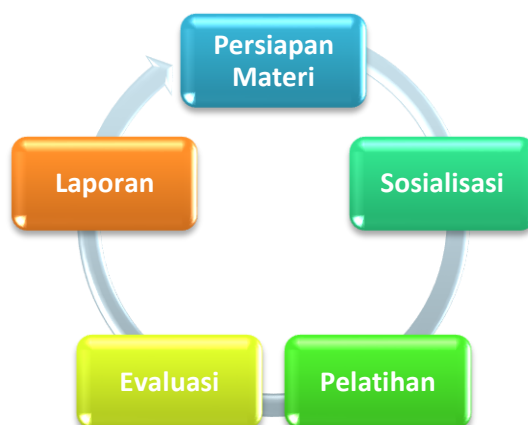 Persiapan
Materi
Sosialisasi
Pelatihan
Evaluasi
Laporan